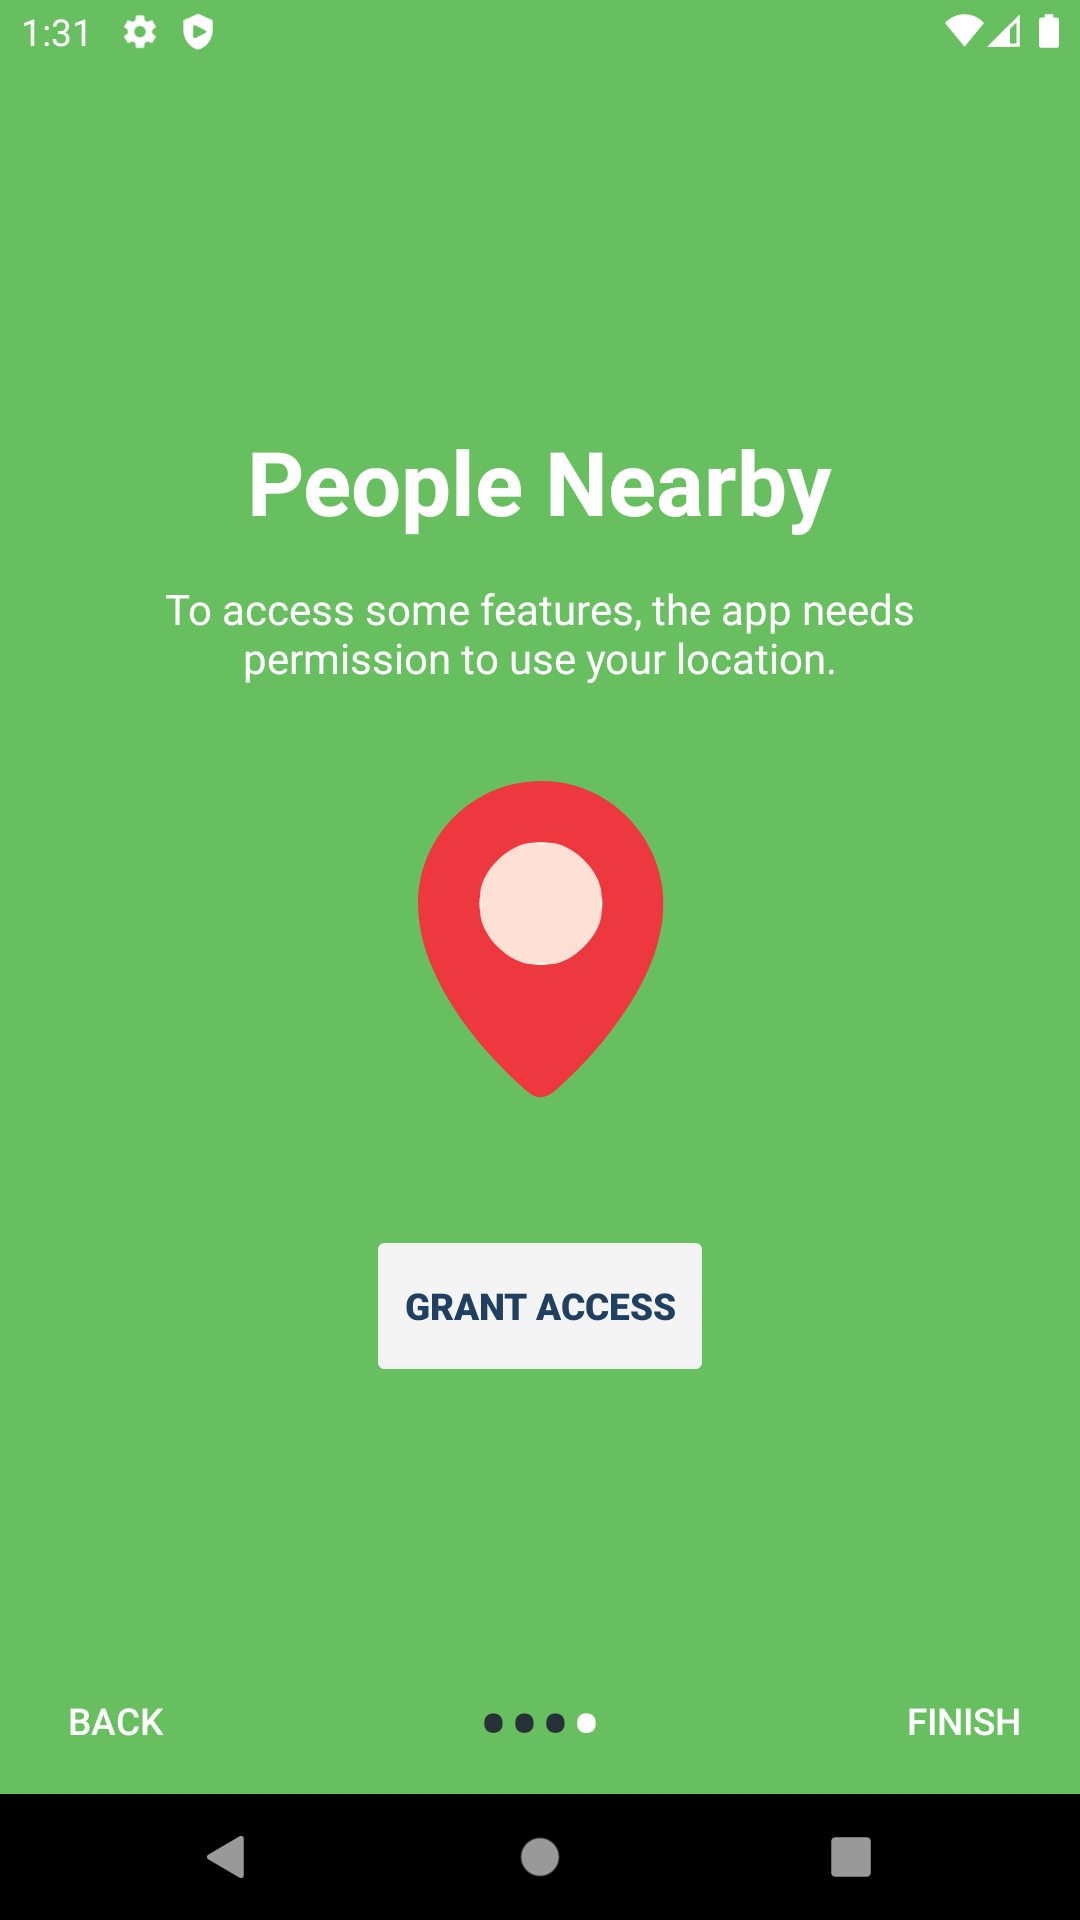 1:31
People Nearby
To access some features, the app needs
permission to use your location.
GRANT ACCESS
BACK
FINISH